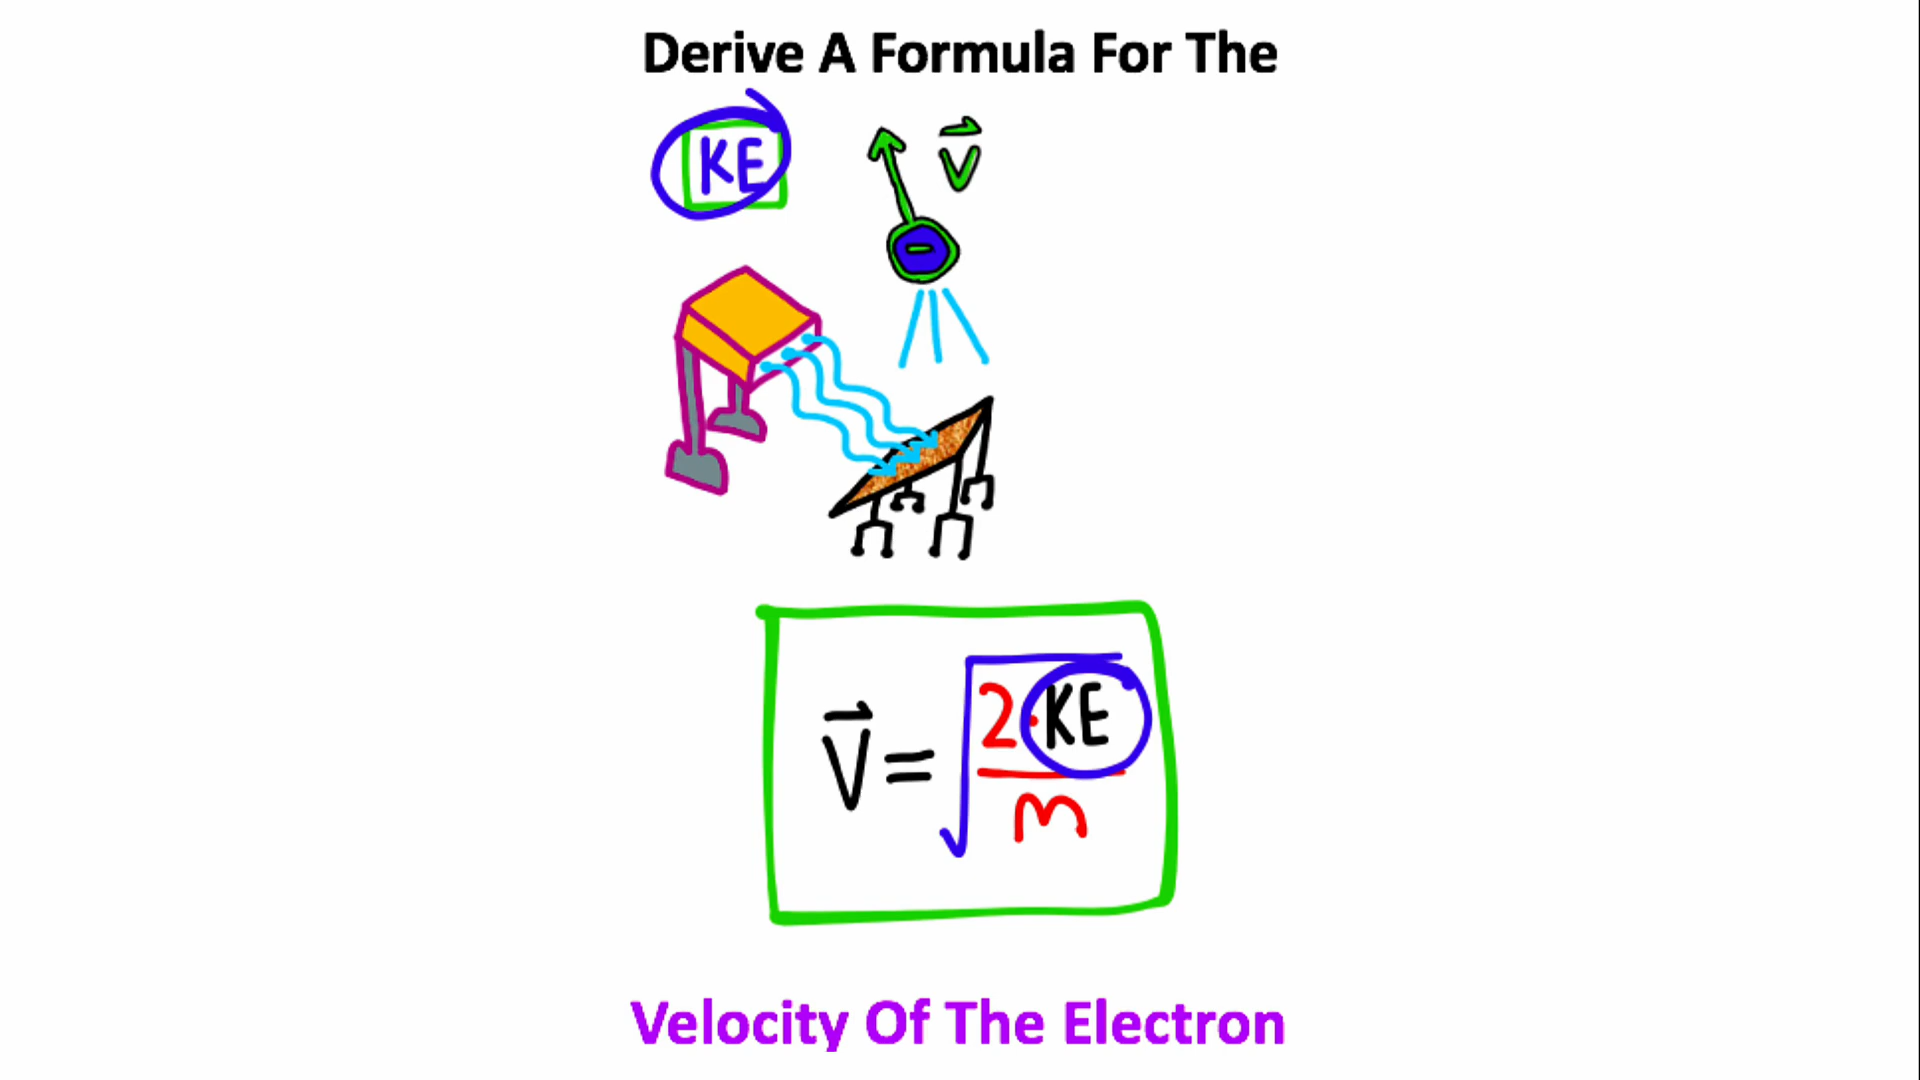 Derive A Formula For The
KE
V⃗
-
V⃗ = √(2·KE / m)
Velocity Of The Electron